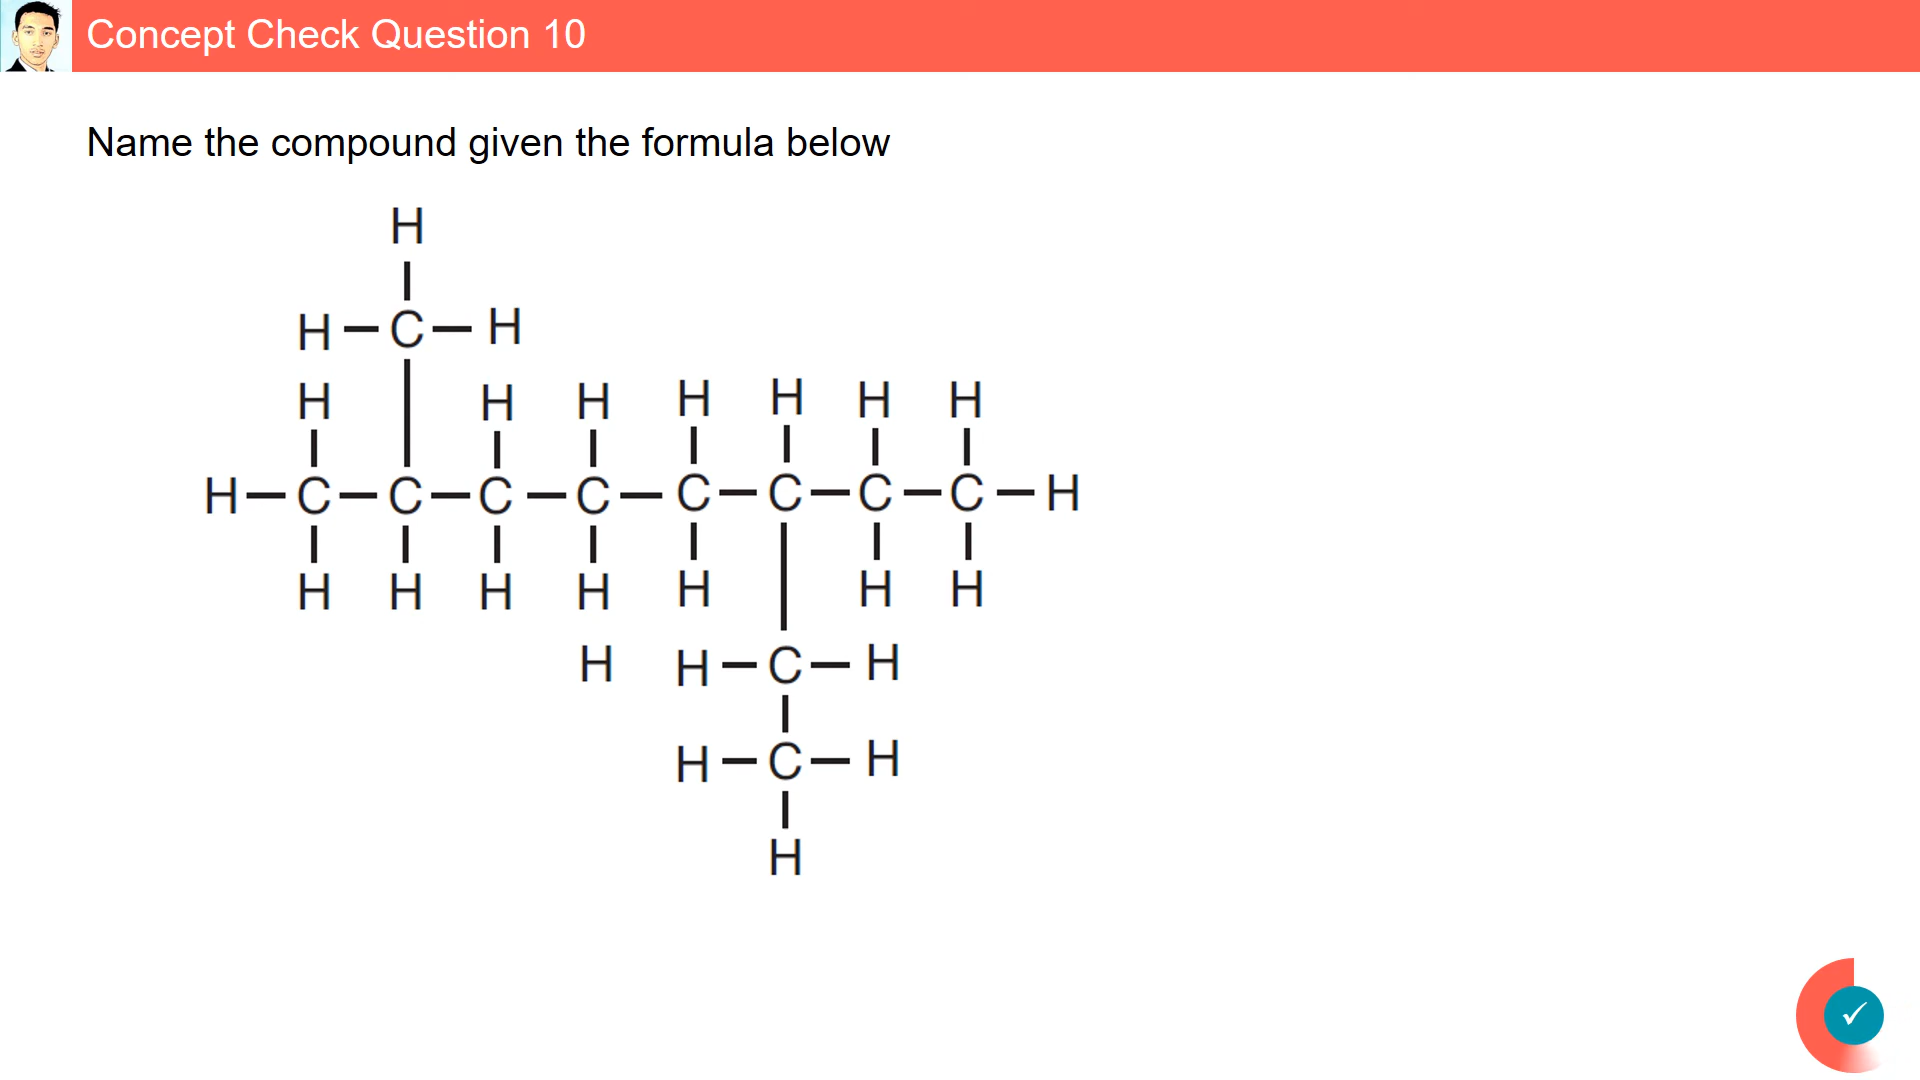 Concept Check Question 10
Name the compound given the formula below
H
H C H
H H H H H H H
H C C C C C C C C H
H H H H H H H
H H C H
H C H
H